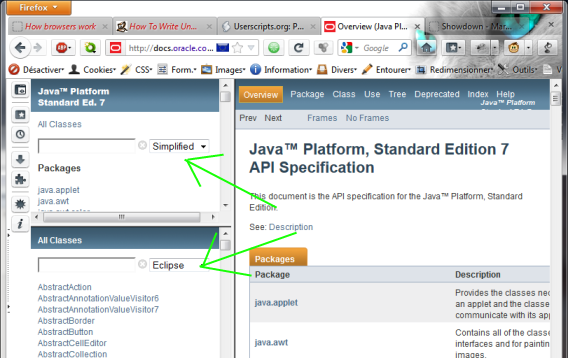 Firefox
How browsers work
How To Write Un...
Userscripts.org: P...
Overview (Java Pl...
Showdown - Mar...
http://docs.oracle.co...
Google
Désactiver
Cookies
CSS
Form.
Images
Information
Divers
Entourer
Redimensionner
Outils
Java™ Platform
Standard Ed. 7
All Classes
Simplified
Packages
java.applet
java.awt
All Classes
Eclipse
AbstractAction
AbstractAnnotationValueVisitor6
AbstractAnnotationValueVisitor7
AbstractBorder
AbstractButton
AbstractCellEditor
AbstractCollection
Overview Package Class Use Tree Deprecated Index Help
Java™ Platform
Standard Ed. 7
Prev Next Frames No Frames
Java™ Platform, Standard Edition 7
API Specification
This document is the API specification for the Java™ Platform, Standard
Edition.
See: Description
Packages
Package Description
java.applet
Provides the classes nec
an applet and the classe
communicate with its app
java.awt
Contains all of the classe
interfaces and for paintin
images.